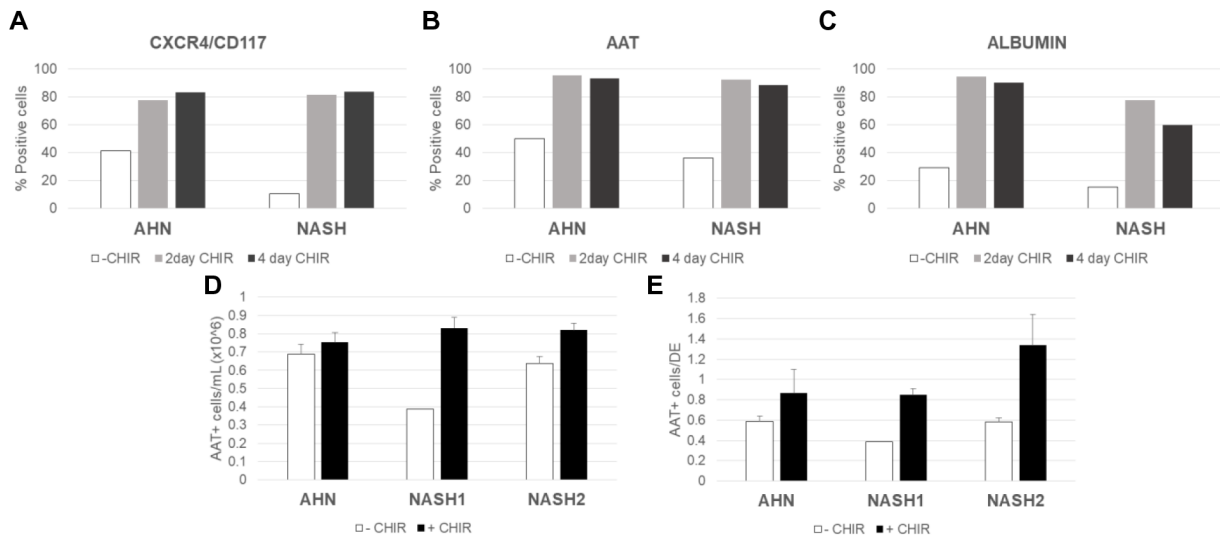 A
CXCR4/CD117
% Positive cells
100
80
60
40
20
0
AHN NASH
-CHIR 2day CHIR 4 day CHIR
B
AAT
% Positive cells
100
80
60
40
20
0
AHN NASH
-CHIR 2day CHIR 4 day CHIR
C
ALBUMIN
% Positive cells
100
80
60
40
20
0
AHN NASH
-CHIR 2day CHIR 4 day CHIR
D
AAT+ cells/mL (x10^6)
1
0.9
0.8
0.7
0.6
0.5
0.4
0.3
0.2
0.1
0
AHN NASH1 NASH2
- CHIR + CHIR
E
AAT+ cells/DE
1.8
1.6
1.4
1.2
1
0.8
0.6
0.4
0.2
0
AHN NASH1 NASH2
- CHIR + CHIR